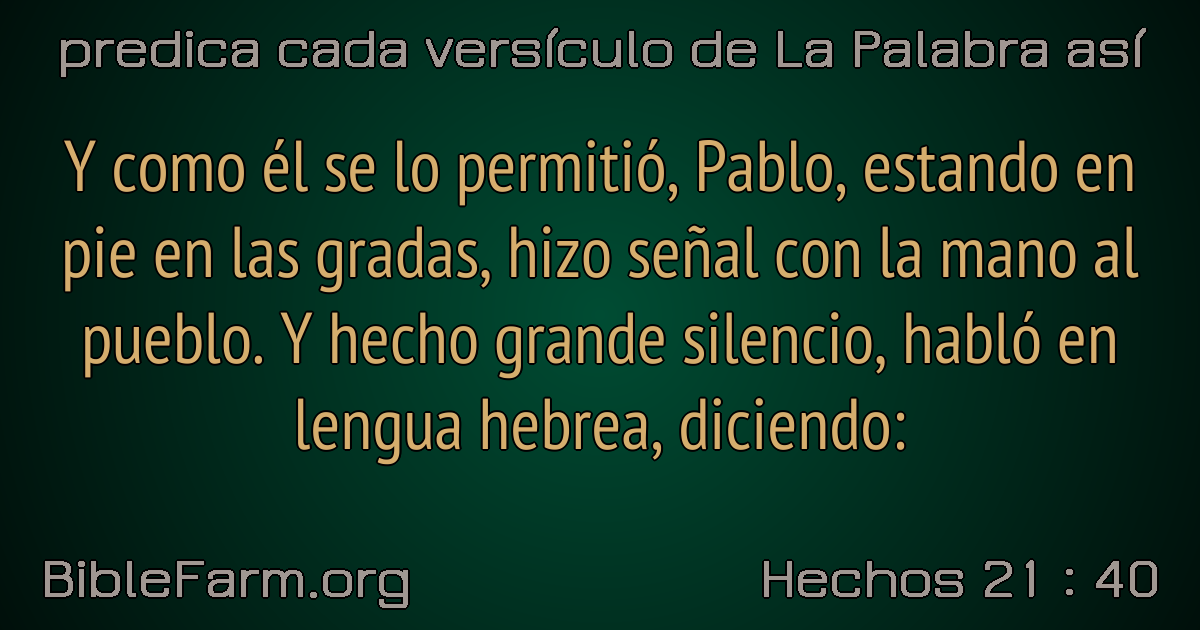 predica cada versículo de La Palabra así
Y como él se lo permitió, Pablo, estando en
pie en las gradas, hizo señal con la mano al
pueblo. Y hecho grande silencio, habló en
lengua hebrea, diciendo:
BibleFarm.org
Hechos 21 : 40